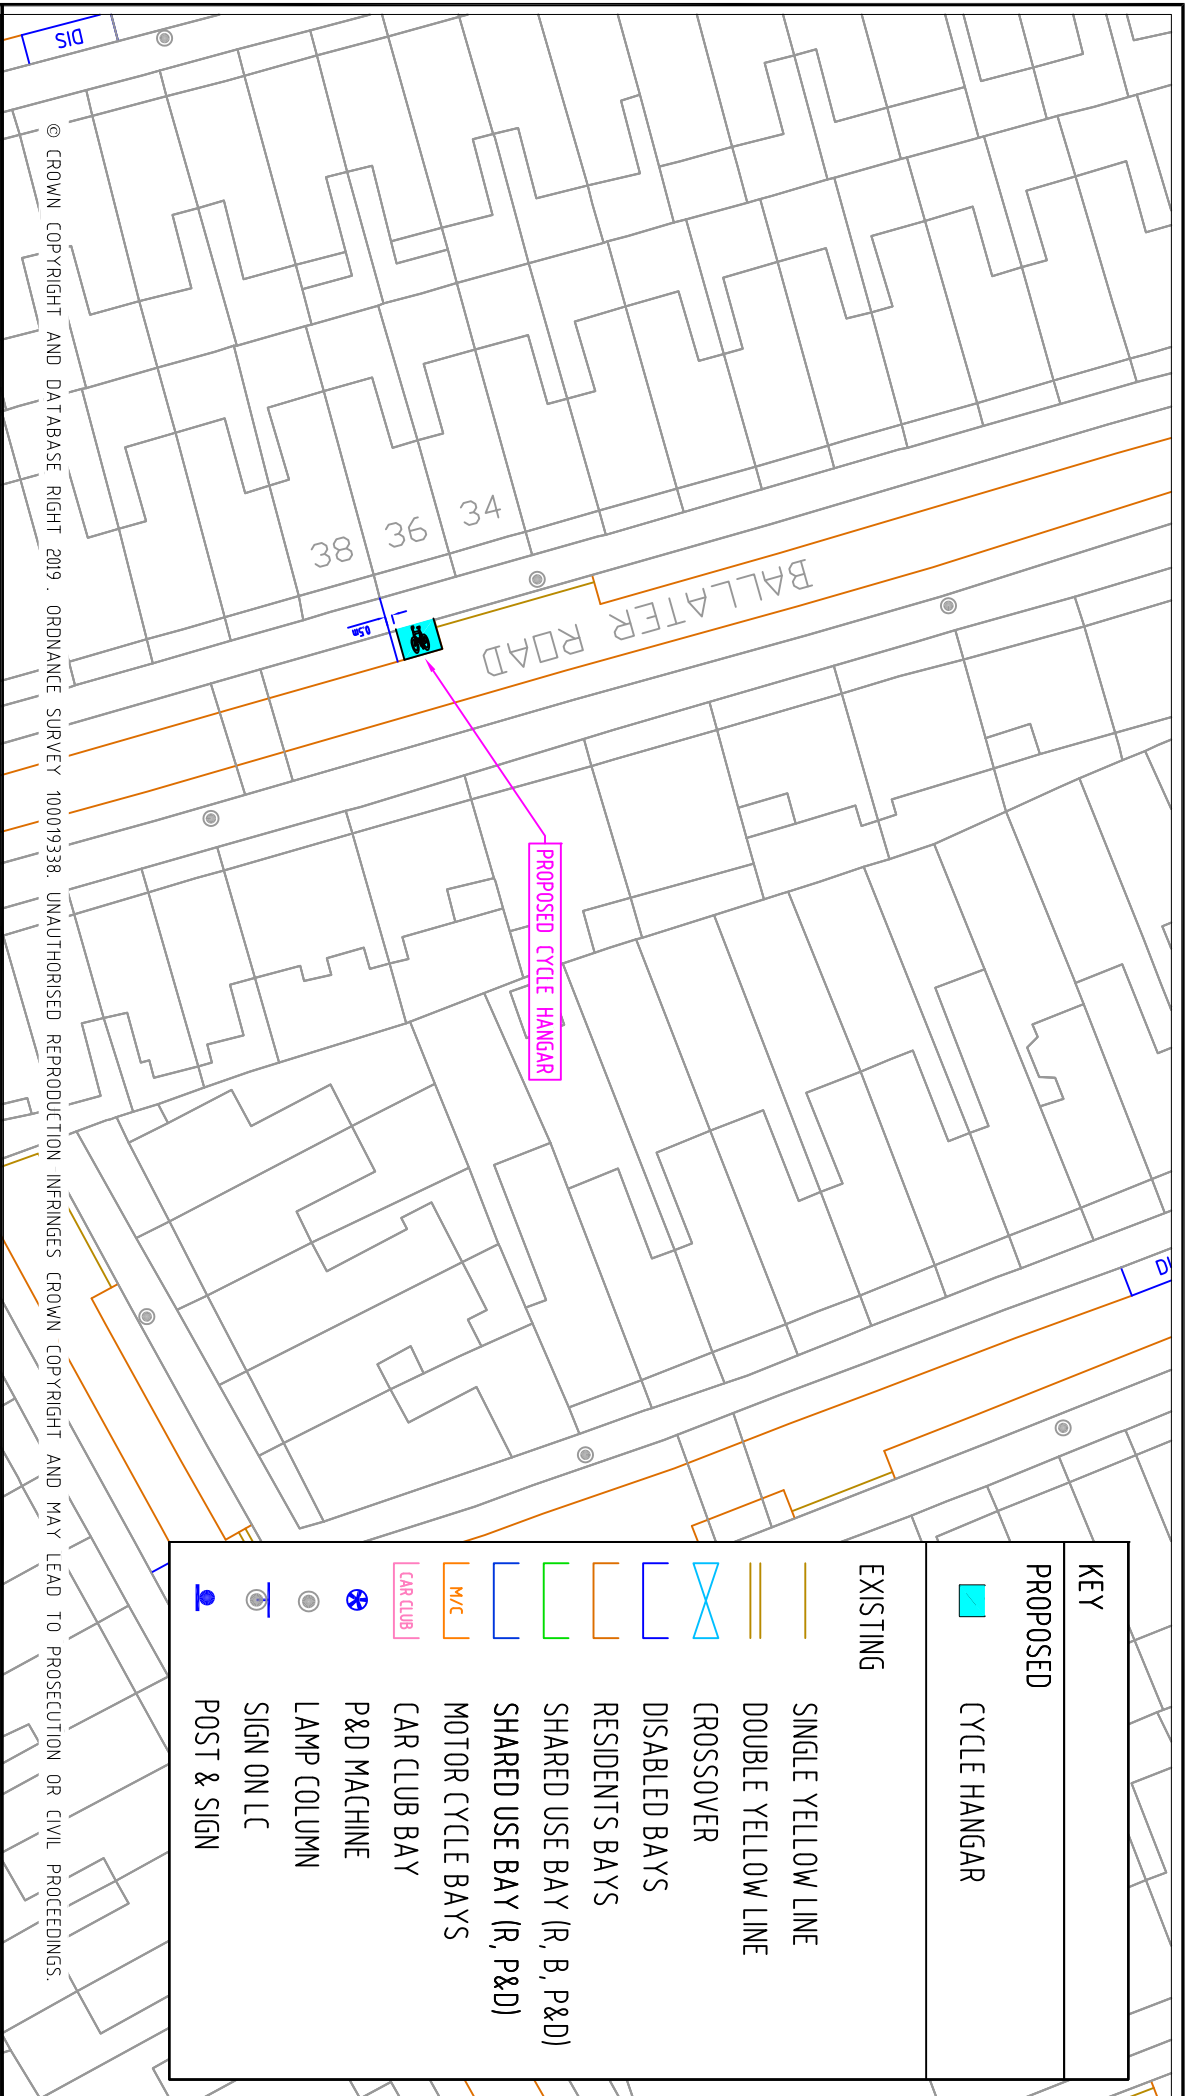 DIS
38
36
34
BALLATER ROAD
0.5m
PROPOSED CYCLE HANGAR
KEY
PROPOSED
CYCLE HANGAR
EXISTING
SINGLE YELLOW LINE
DOUBLE YELLOW LINE
CROSSOVER
DISABLED BAYS
RESIDENTS BAYS
SHARED USE BAY (R, B, P&D)
SHARED USE BAY (R, P&D)
M/C MOTOR CYCLE BAYS
CAR CLUB CAR CLUB BAY
P&D MACHINE
LAMP COLUMN
SIGN ON LC
POST & SIGN
© CROWN COPYRIGHT AND DATABASE RIGHT 2019 . ORDNANCE SURVEY 100019338. UNAUTHORISED REPRODUCTION INFRINGES CROWN COPYRIGHT AND MAY LEAD TO PROSECUTION OR CIVIL PROCEEDINGS.